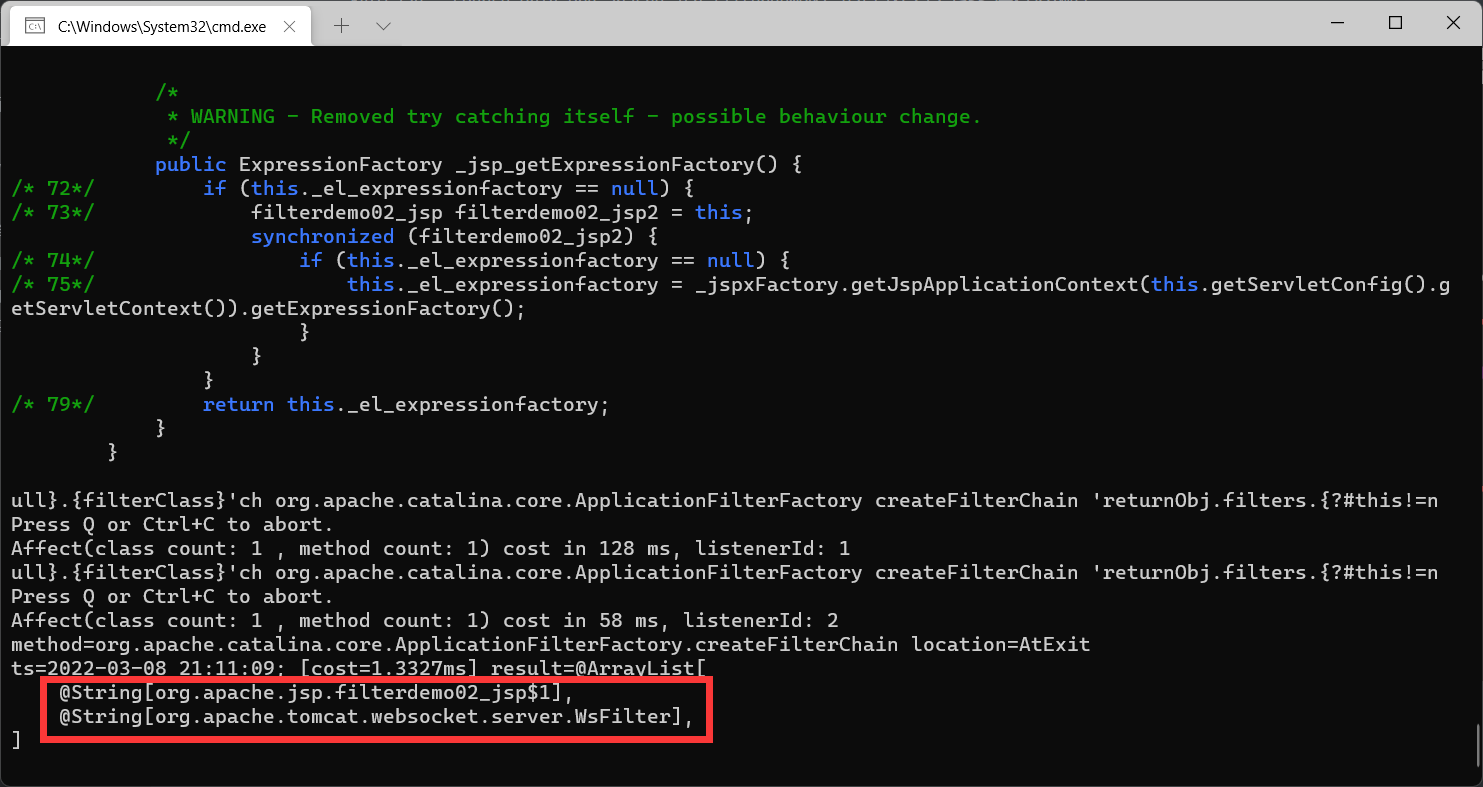 C:\Windows\System32\cmd.exe
/*
* WARNING - Removed try catching itself - possible behaviour change.
*/
public ExpressionFactory _jsp_getExpressionFactory() {
/* 72*/ if (this._el_expressionfactory == null) {
/* 73*/ filterdemo02_jsp filterdemo02_jsp2 = this;
synchronized (filterdemo02_jsp2) {
/* 74*/ if (this._el_expressionfactory == null) {
/* 75*/ this._el_expressionfactory = _jspxFactory.getJspApplicationContext(this.getServletConfig().g
etServletContext()).getExpressionFactory();
}
}
}
/* 79*/ return this._el_expressionfactory;
}
}
ull}.{filterClass}'ch org.apache.catalina.core.ApplicationFilterFactory createFilterChain 'returnObj.filters.{?#this!=n
Press Q or Ctrl+C to abort.
Affect(class count: 1 , method count: 1) cost in 128 ms, listenerId: 1
ull}.{filterClass}'ch org.apache.catalina.core.ApplicationFilterFactory createFilterChain 'returnObj.filters.{?#this!=n
Press Q or Ctrl+C to abort.
Affect(class count: 1 , method count: 1) cost in 58 ms, listenerId: 2
method=org.apache.catalina.core.ApplicationFilterFactory.createFilterChain location=AtExit
ts=2022-03-08 21:11:09; [cost=1.3327ms] result=@ArrayList[
@String[org.apache.jsp.filterdemo02_jsp$1],
@String[org.apache.tomcat.websocket.server.WsFilter],
]